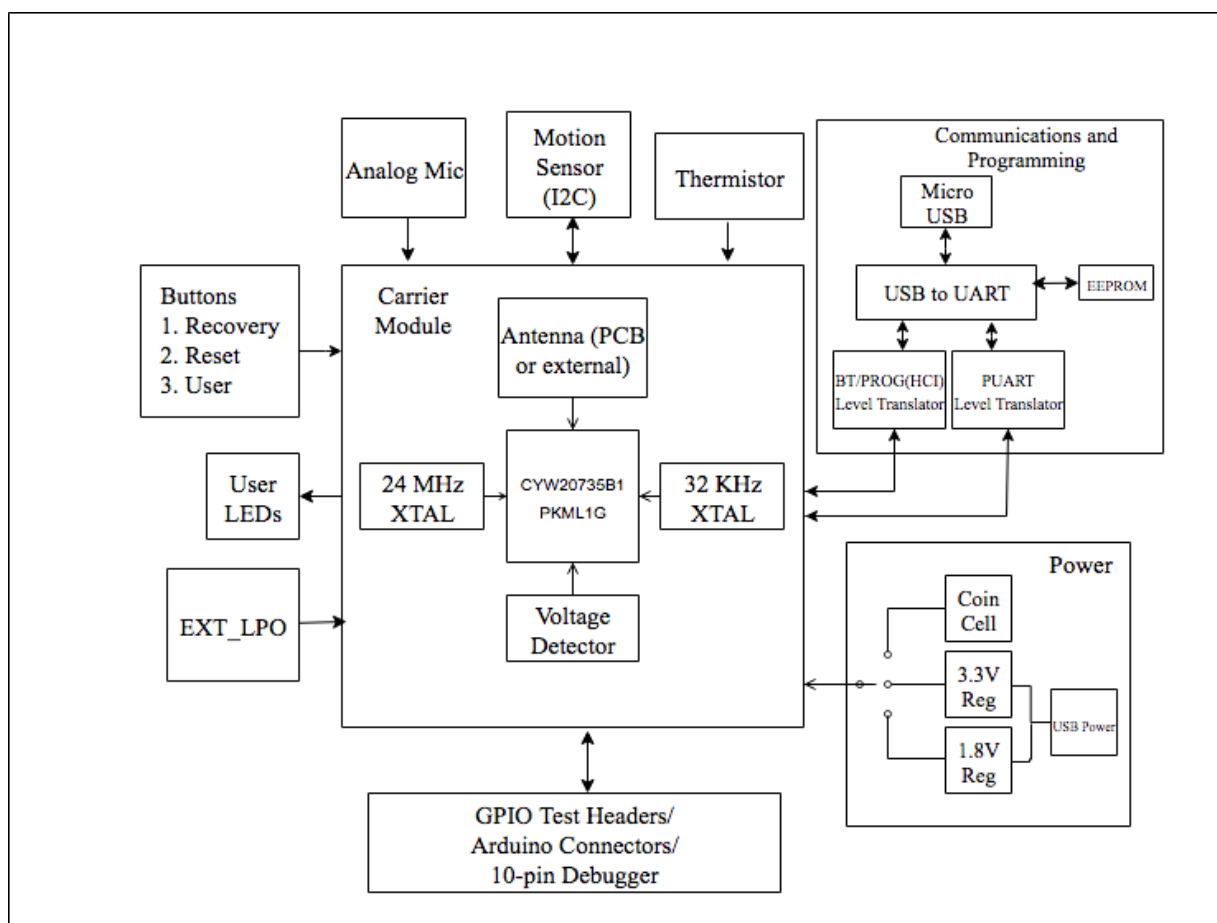 Analog Mic
Motion
Sensor
(I2C)
Thermistor
Communications and
Programming
Micro
USB
USB to UART
EEPROM
BT/PROG(HCI)
Level Translator
PUART
Level Translator
Buttons
1. Recovery
2. Reset
3. User
Carrier
Module
Antenna (PCB
or external)
User
LEDs
24 MHz
XTAL
CYW20735B1
PKML1G
32 KHz
XTAL
EXT_LPO
Voltage
Detector
Power
Coin
Cell
3.3V
Reg
USB Power
1.8V
Reg
GPIO Test Headers/
Arduino Connectors/
10-pin Debugger